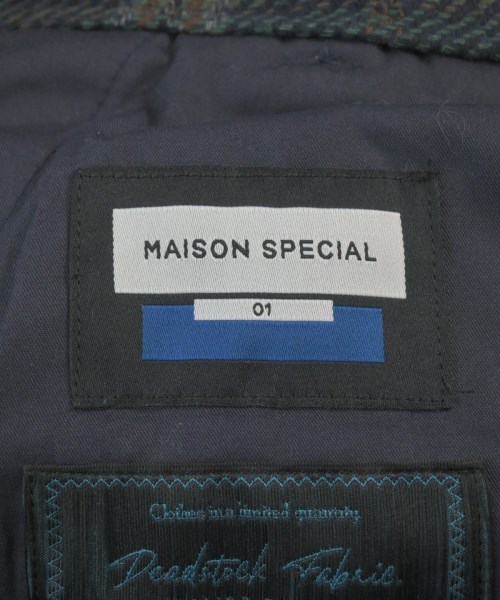 MAISON SPECIAL
01
Clothes in a limited quantity
Deadstock Fabric